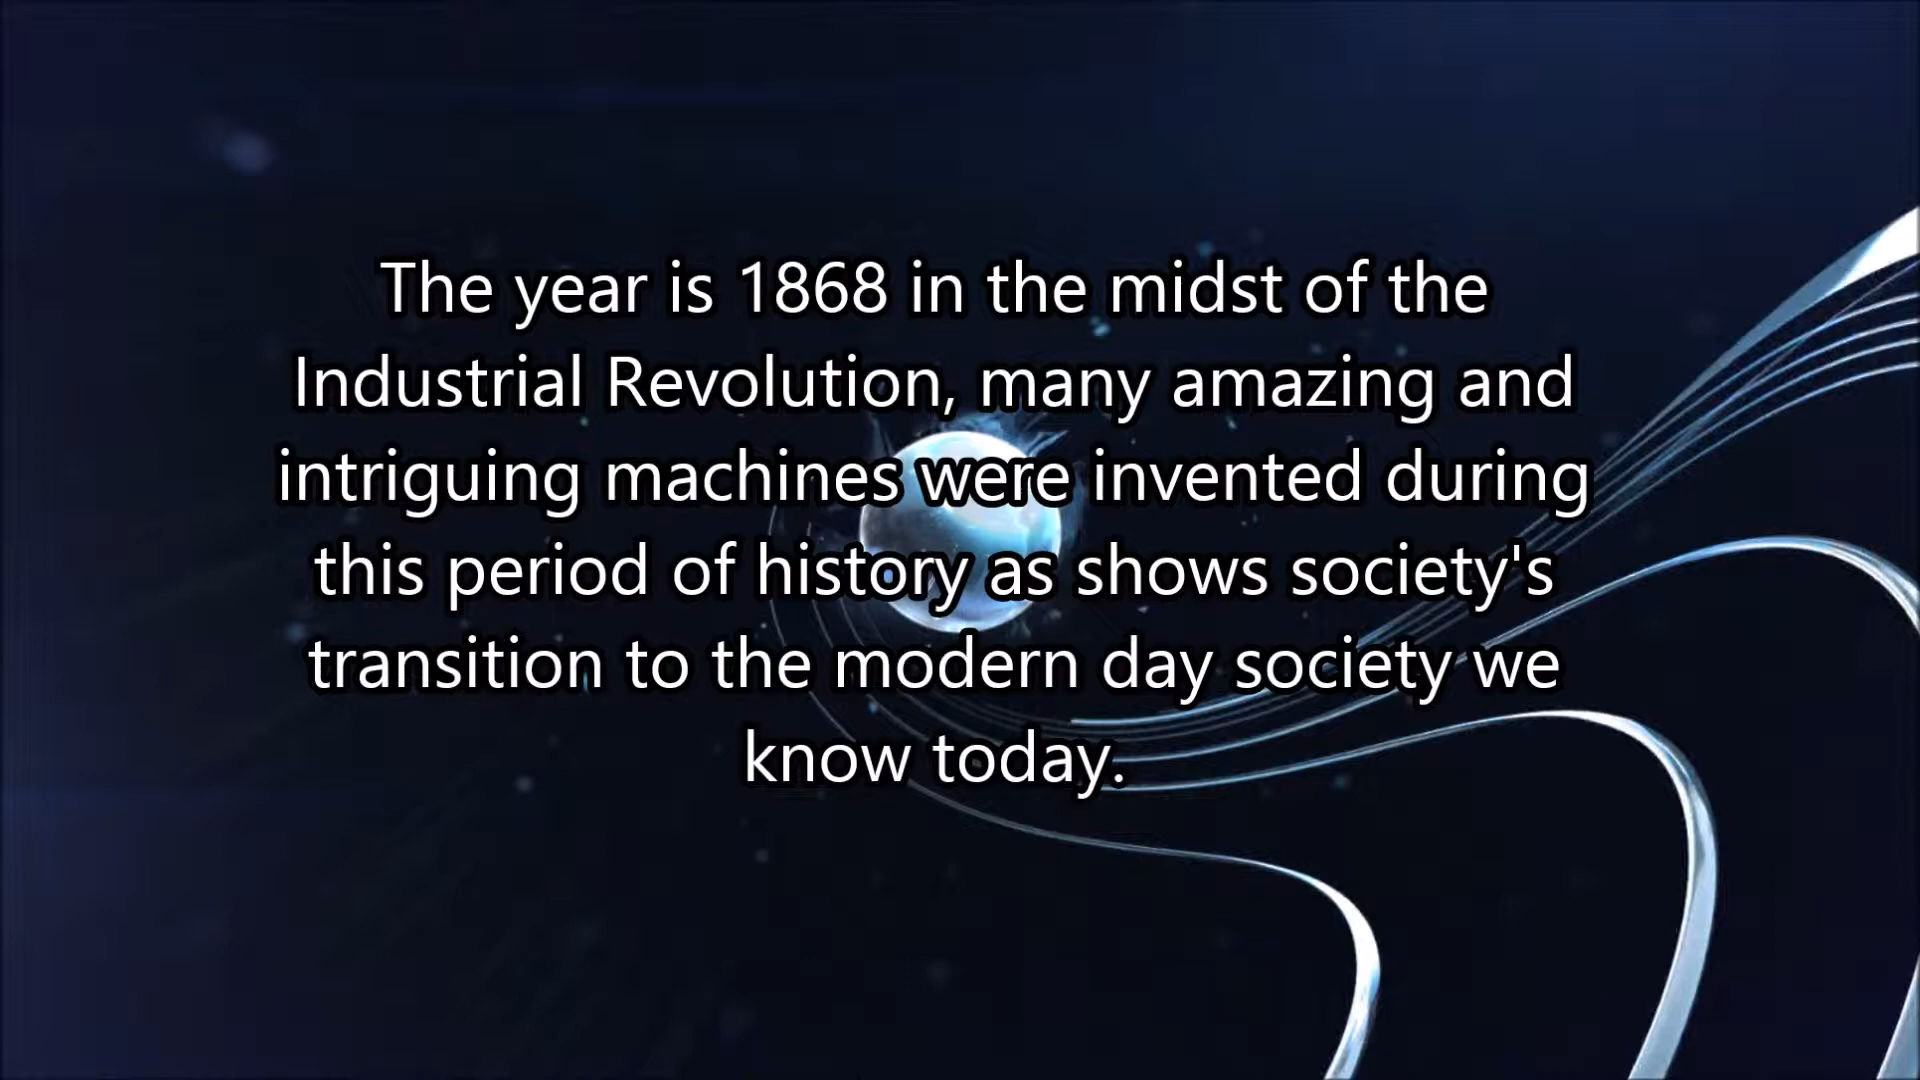 The year is 1868 in the midst of the
Industrial Revolution, many amazing and
intriguing machines were invented during
this period of history as shows society's
transition to the modern day society we
know today.